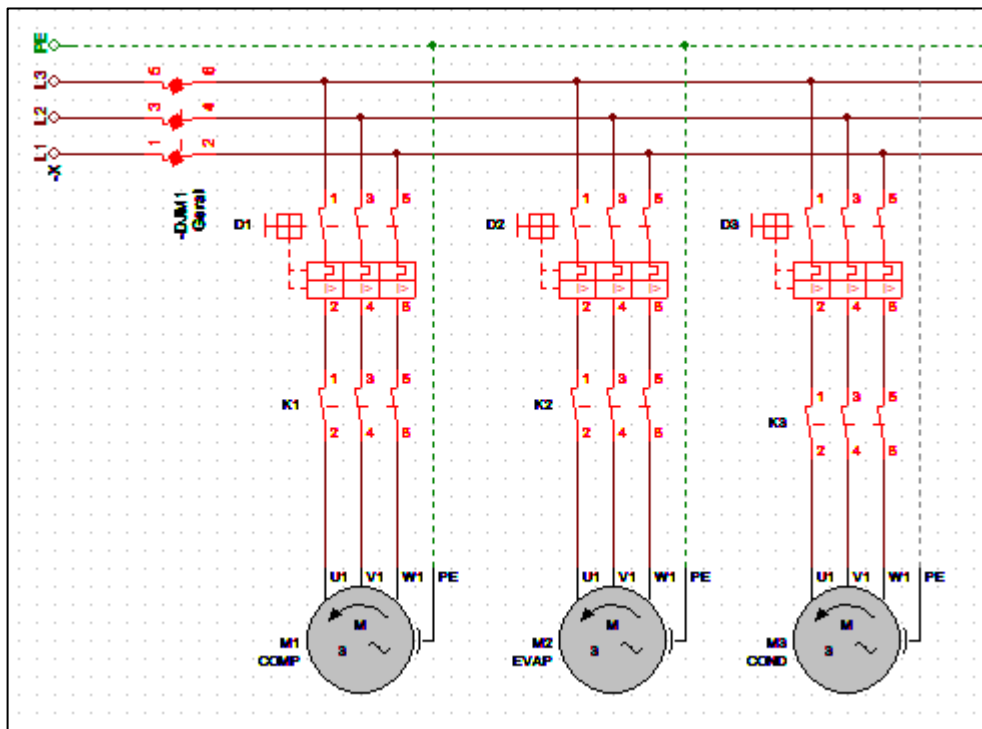 PE
L3 5 6
L2 3 4
L1 1 2
-X
-DJM1
Geral
D1 1 3 5
2 4 6
D2 1 3 5
2 4 6
D3 1 3 5
2 4 6
K1 1 3 5
2 4 6
K2 1 3 5
2 4 6
K3 1 3 5
2 4 6
U1 V1 W1 PE
M
3
M1
COMP
U1 V1 W1 PE
M
3
M2
EVAP
U1 V1 W1 PE
M
3
M3
COND